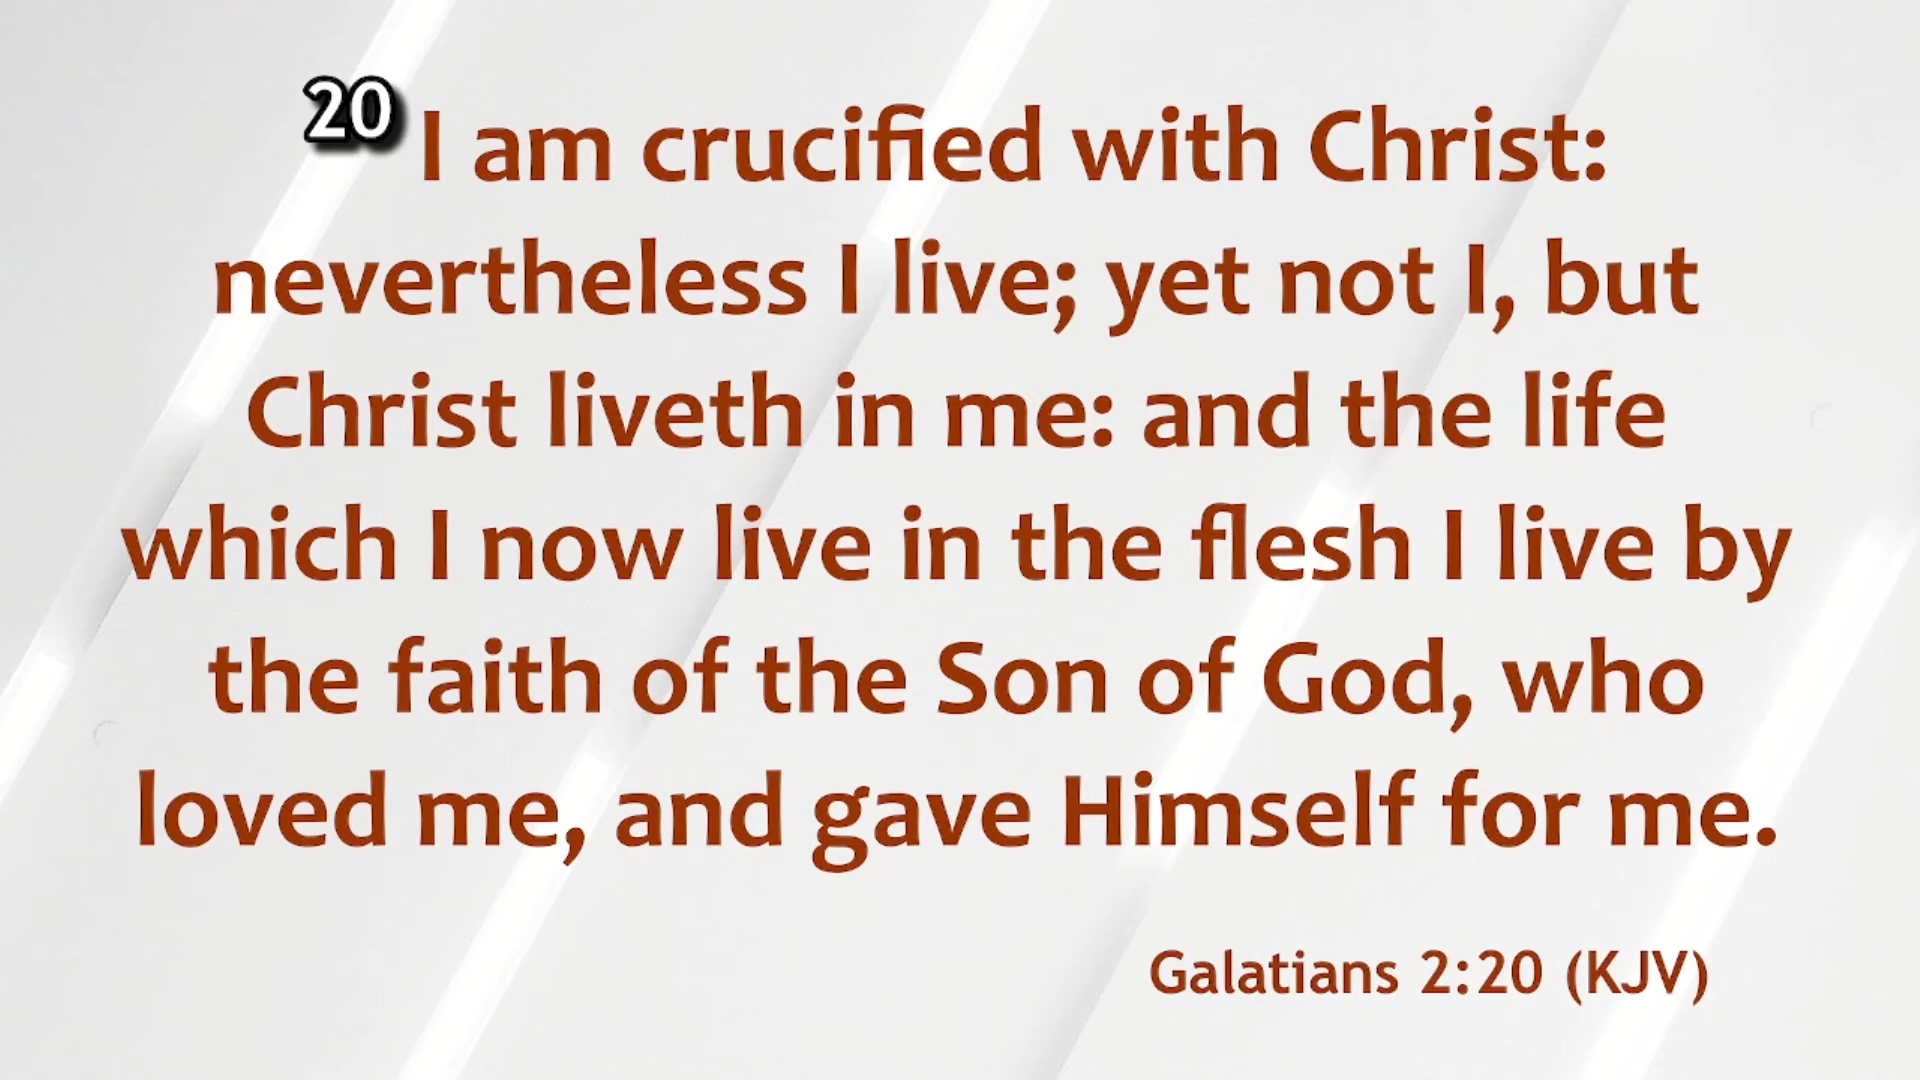 20 I am crucified with Christ:
nevertheless I live; yet not I, but
Christ liveth in me: and the life
which I now live in the flesh I live by
the faith of the Son of God, who
loved me, and gave Himself for me.
Galatians 2:20 (KJV)